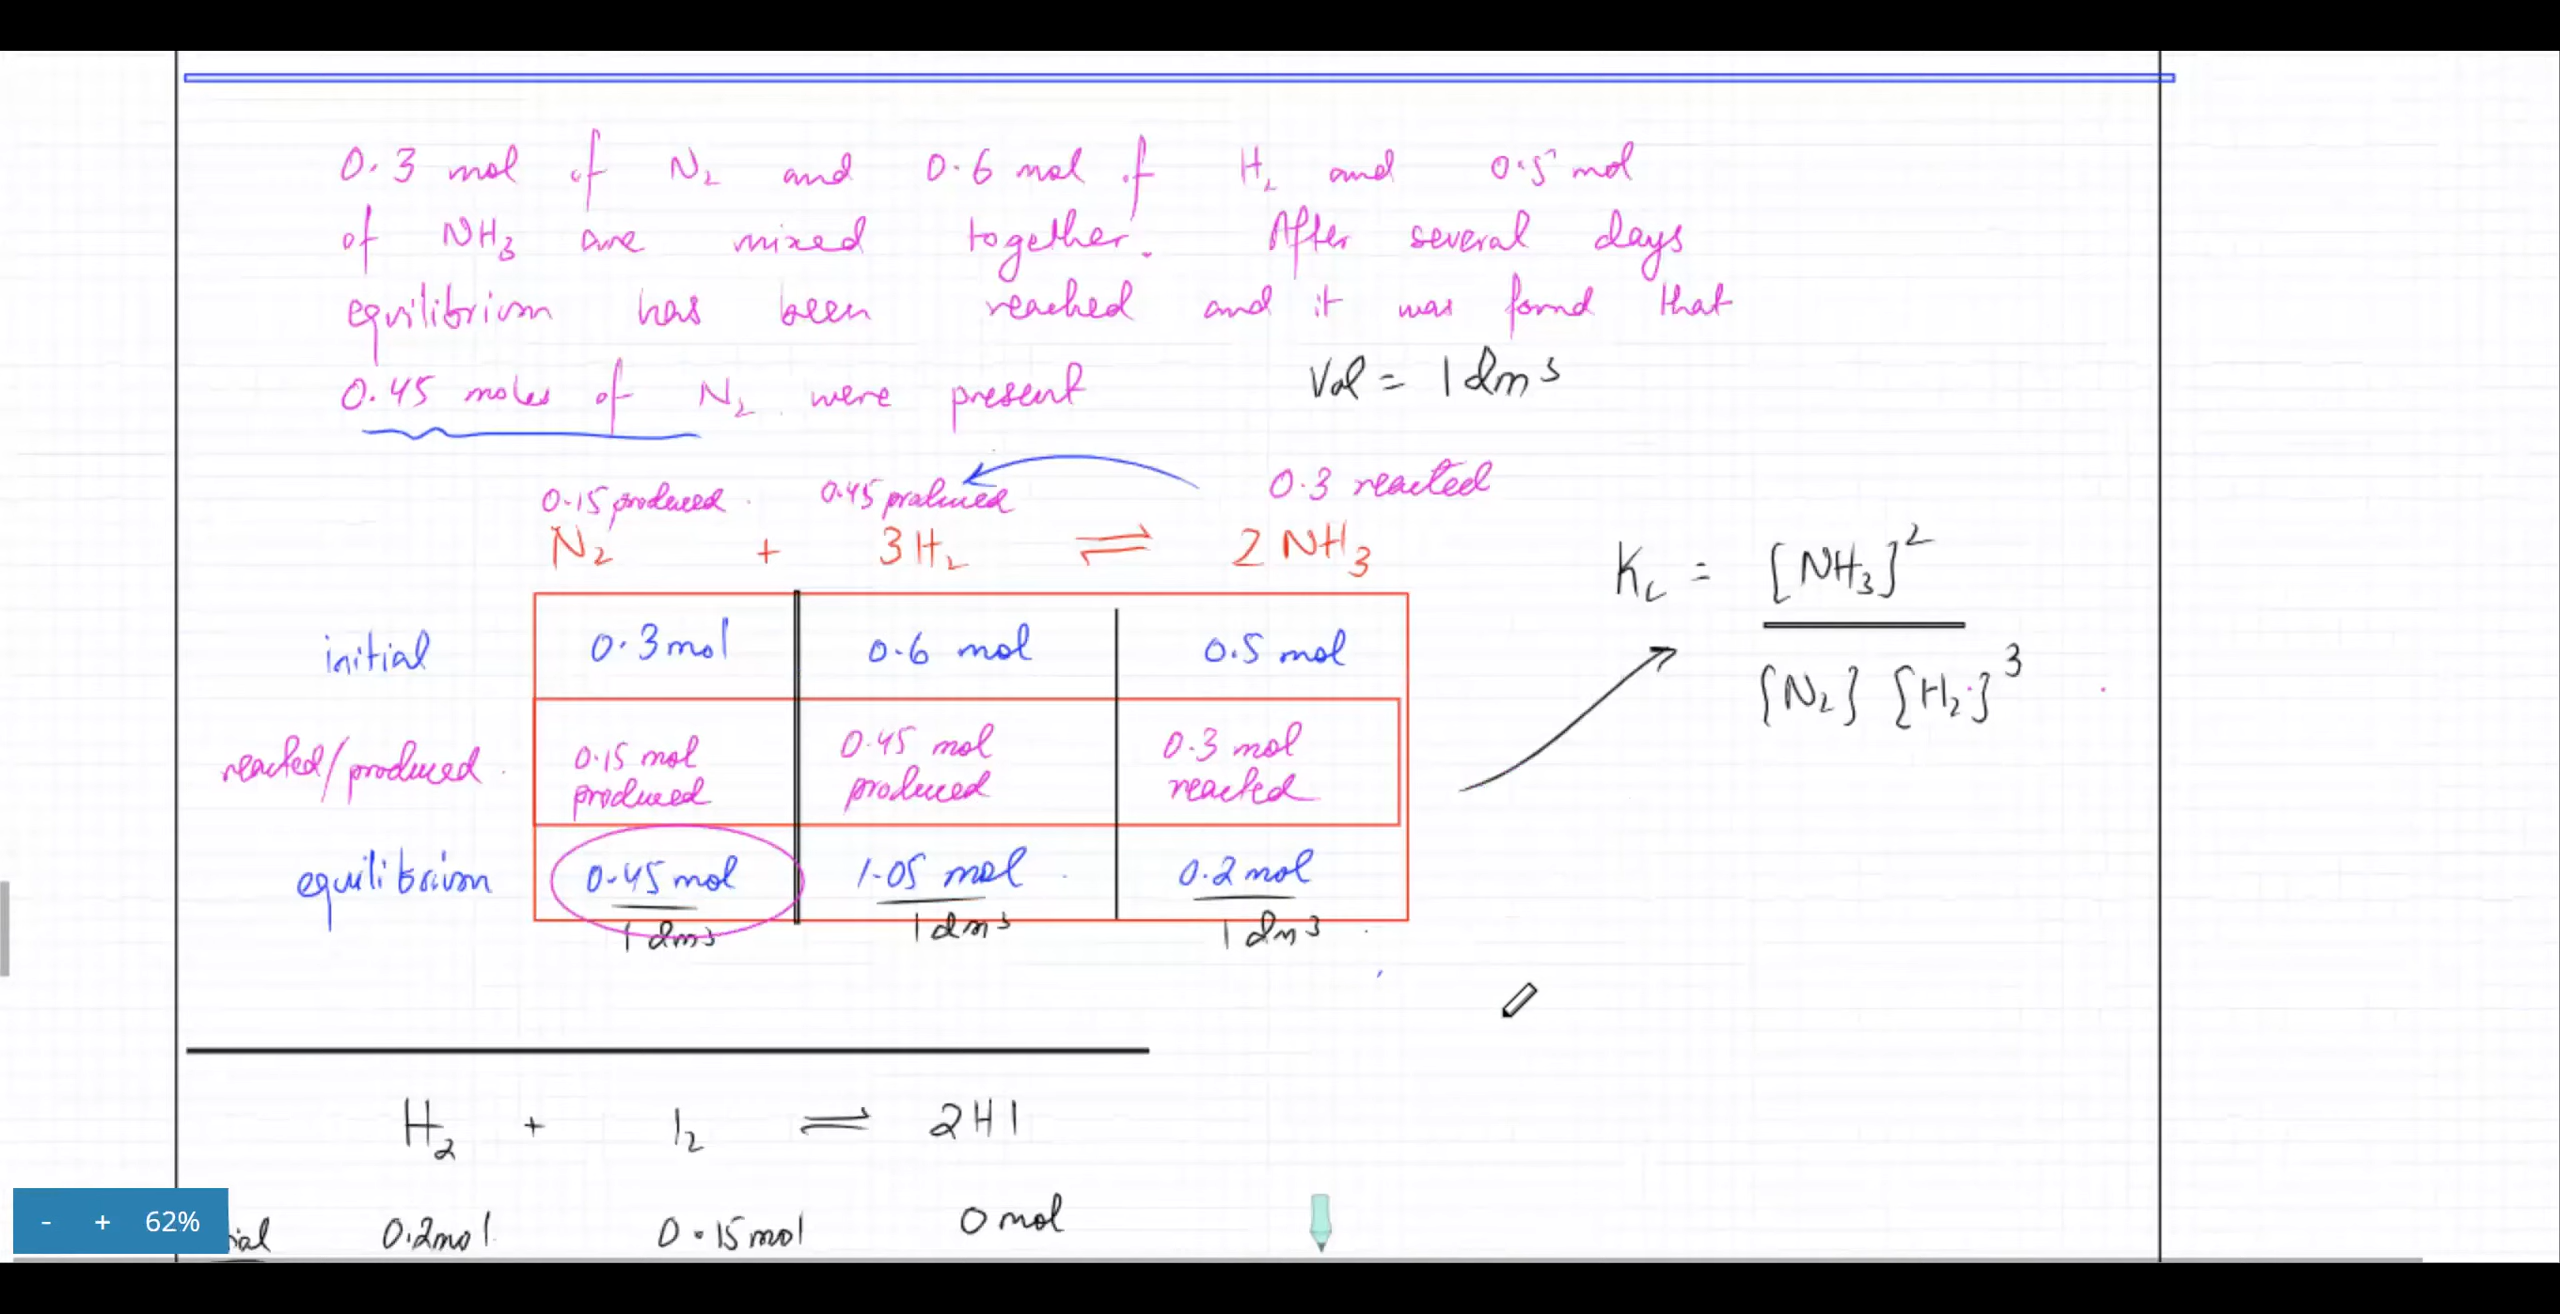 0.3 mol of N₂ and 0.6 mol of H₂ and 0.5 mol
of NH₃ are mixed together. After several days
equilibrium has been reached and it was found that
0.45 moles of N₂ were present
Vol = 1 dm³
0.15 produced 0.45 produced 0.3 reacted
N₂ + 3H₂ ⇌ 2NH₃
initial 0.3 mol 0.6 mol 0.5 mol
reacted/produced 0.15 mol produced 0.45 mol produced 0.3 mol reacted
equilibrium 0.45 mol 1.05 mol 0.2 mol
1 dm³ 1 dm³ 1 dm³
Kc = [NH₃]²
[N₂] [H₂]³
H₂ + I₂ ⇌ 2HI
0.2 mol 0.15 mol 0 mol
- + 62%